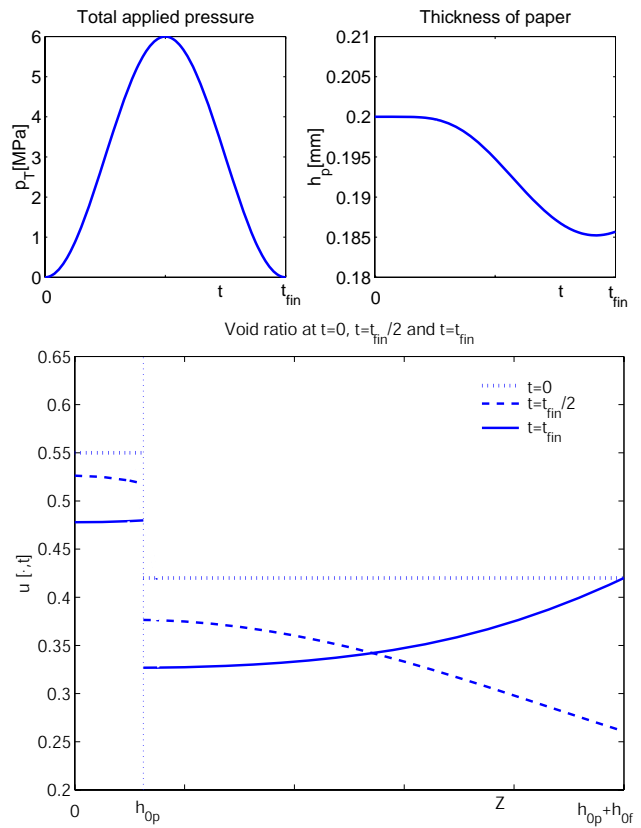 Total applied pressure
p_T[MPa]
6
5
4
3
2
1
0
0
t
t_fin
Thickness of paper
h_p[mm]
0.21
0.205
0.2
0.195
0.19
0.185
0.18
0
t
t_fin
Void ratio at t=0, t=t_fin/2 and t=t_fin
u [·,t]
0.65
0.6
0.55
0.5
0.45
0.4
0.35
0.3
0.25
0.2
t=0
t=t_fin/2
t=t_fin
0
h_0p
Z
h_0p+h_0f